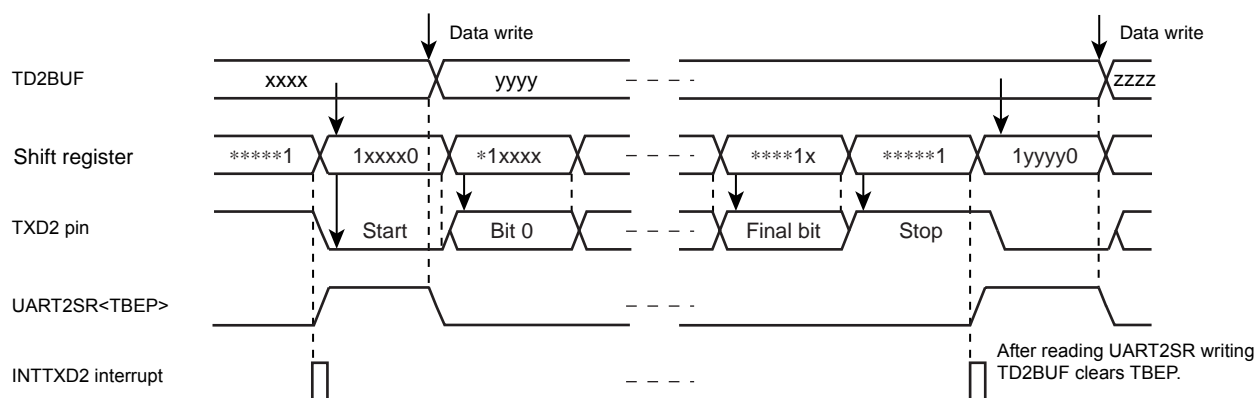 Data write
Data write
TD2BUF
xxxx
yyyy
zzzz
Shift register
*****1
1xxxx0
*1xxxx
****1x
*****1
1yyyy0
TXD2 pin
Start
Bit 0
Final bit
Stop
UART2SR<TBEP>
INTTXD2 interrupt
After reading UART2SR writing
TD2BUF clears TBEP.